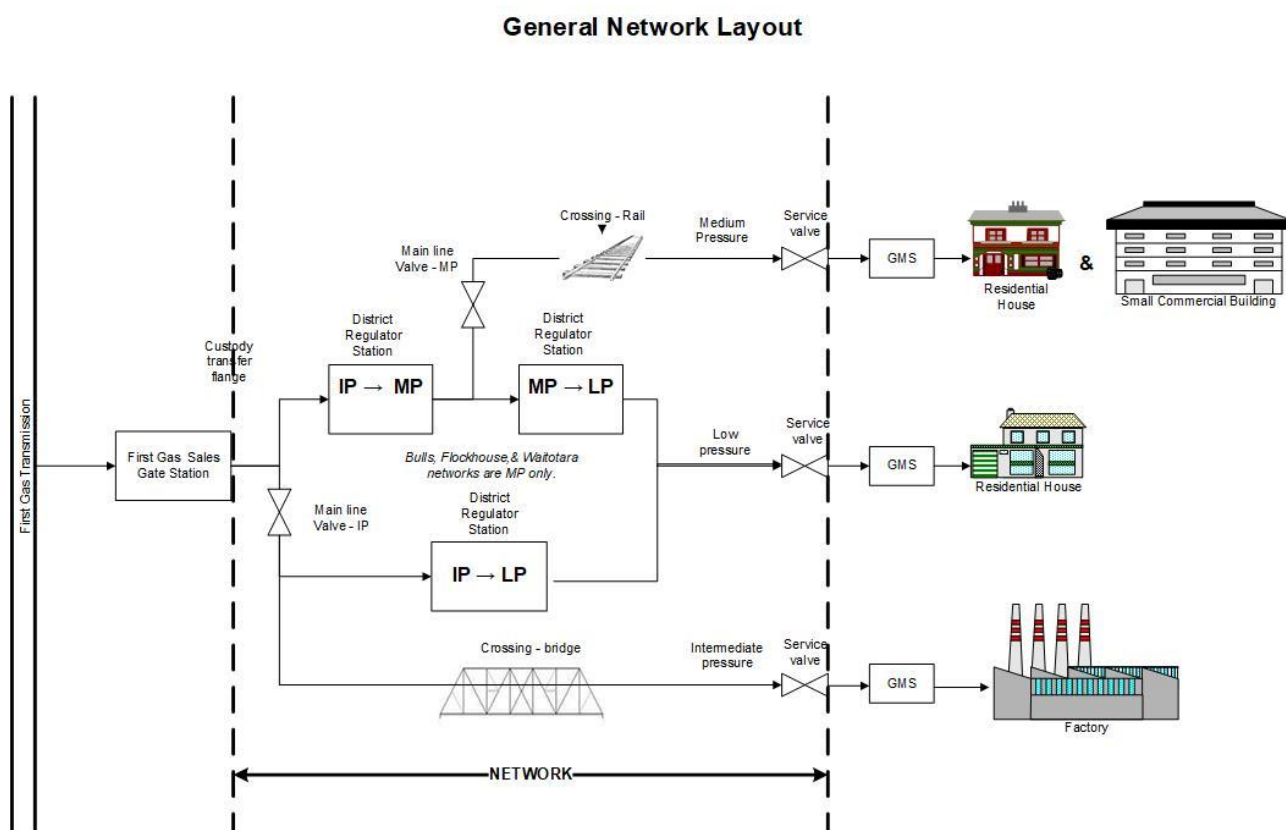 General Network Layout
First Gas Transmission
First Gas Sales
Gate Station
Custody
transfer
flange
Main line
Valve - IP
District
Regulator
Station
IP → MP
Main line
Valve - MP
District
Regulator
Station
MP → LP
Bulls, Flockhouse,& Waitotara
networks are MP only.
District
Regulator
Station
IP → LP
Crossing - Rail
Medium
Pressure
Service
valve
GMS
Residential
House
&
Small Commercial Building
Low
pressure
Service
valve
GMS
Residential House
Crossing - bridge
Intermediate
pressure
Service
valve
GMS
Factory
NETWORK